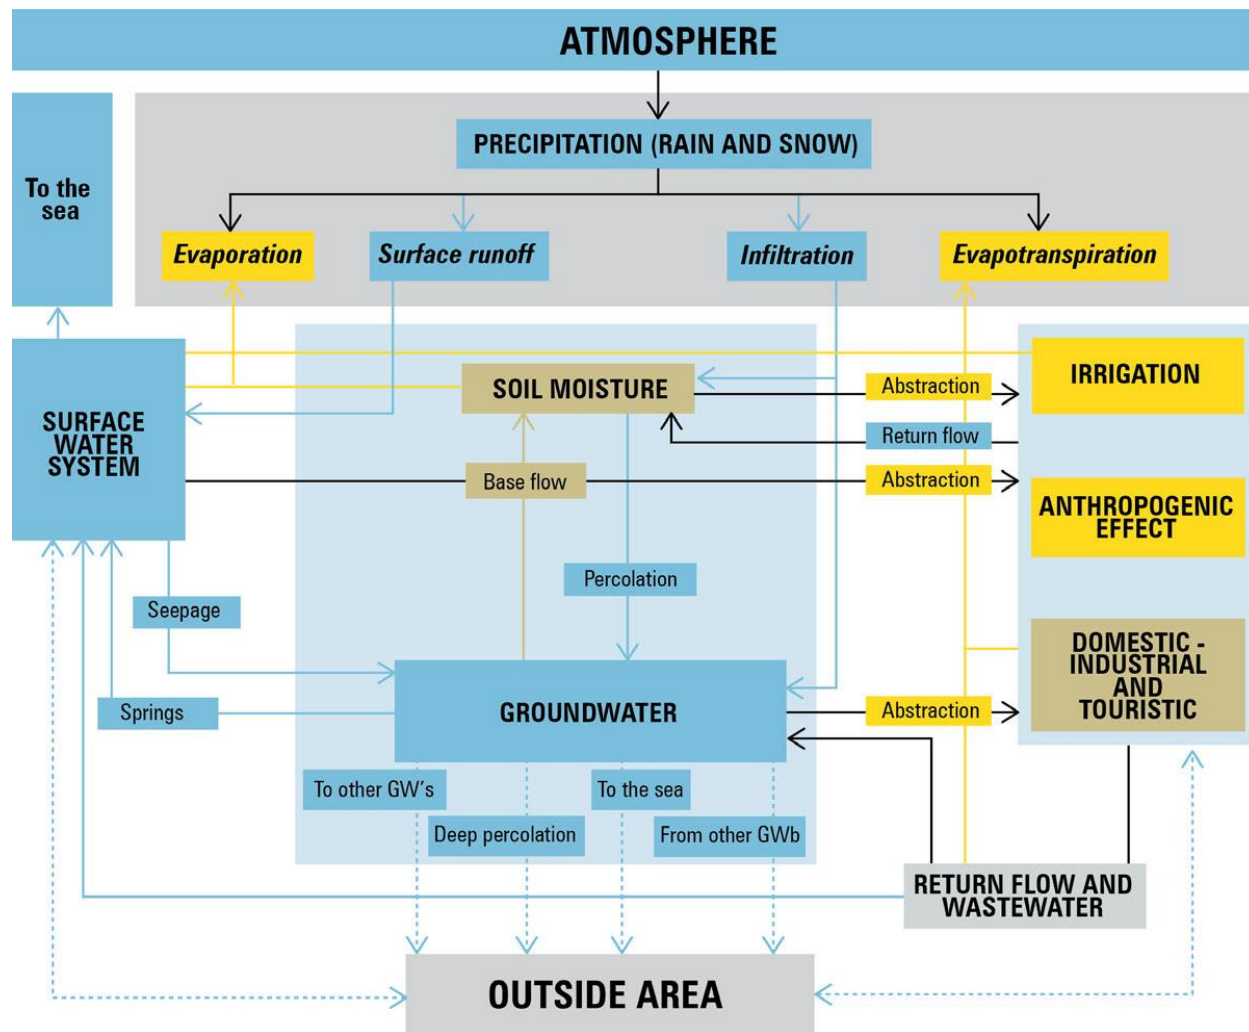 ATMOSPHERE
PRECIPITATION (RAIN AND SNOW)
To the
sea
Evaporation
Surface runoff
Infiltration
Evapotranspiration
SURFACE
WATER
SYSTEM
SOIL MOISTURE
Abstraction
IRRIGATION
Return flow
Base flow
Abstraction
ANTHROPOGENIC
EFFECT
Percolation
Seepage
DOMESTIC -
INDUSTRIAL
AND
TOURISTIC
Springs
GROUNDWATER
Abstraction
To other GW's
To the sea
Deep percolation
From other GWb
RETURN FLOW AND
WASTEWATER
OUTSIDE AREA